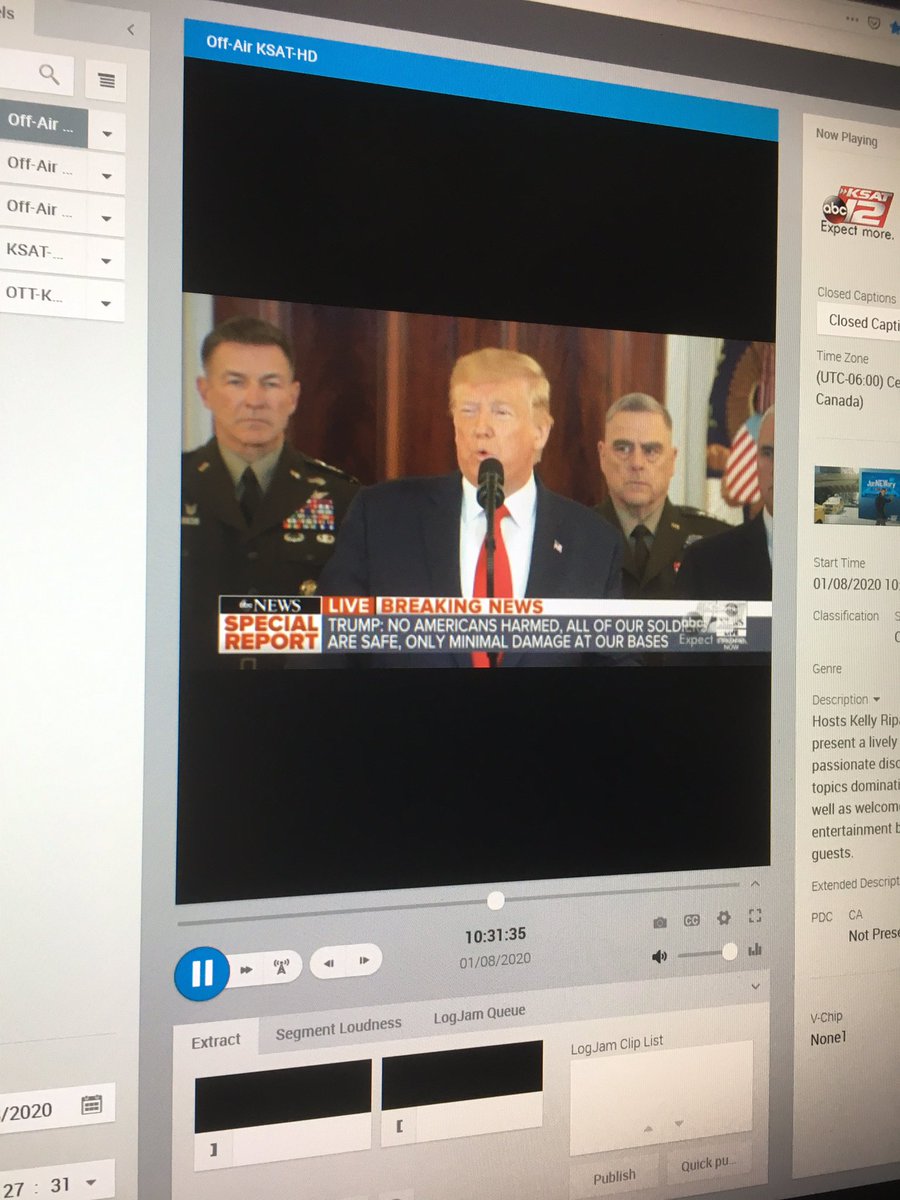 els
Off-Air ...
Off-Air ...
Off-Air ...
KSAT-...
OTT-K...
/2020
27 : 31
Off-Air KSAT-HD
abc NEWS
SPECIAL
REPORT
LIVE BREAKING NEWS
TRUMP: NO AMERICANS HARMED, ALL OF OUR SOLD
ARE SAFE, ONLY MINIMAL DAMAGE AT OUR BASES
abc
Expect
NOW
10:31:35
01/08/2020
CC
Extract
Segment Loudness
LogJam Queue
]
[
LogJam Clip List
Publish
Quick pu...
Now Playing
KSAT
abc 12
Expect more.
Closed Captions
Closed Capti
Time Zone
(UTC-06:00) Ce
Canada)
JanNEWary
Start Time
01/08/2020 10:
Classification
S
Genre
Description
Hosts Kelly Ripa
present a lively
passionate disc
topics dominati
well as welcom
entertainment b
guests.
Extended Descript
PDC CA
Not Prese
V-Chip
None1